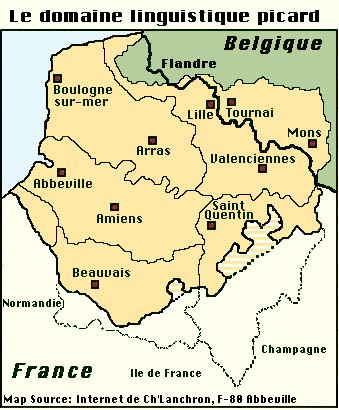 Le domaine linguistique picard
Belgique
Flandre
Boulogne
sur-mer
Lille
Tournai
Mons
Arras
Valenciennes
Abbeville
Saint
Quentin
Amiens
Beauvais
Normandie
Champagne
France
Ile de France
Map Source: Internet de Ch'Lanchron, F-80 Abbeville